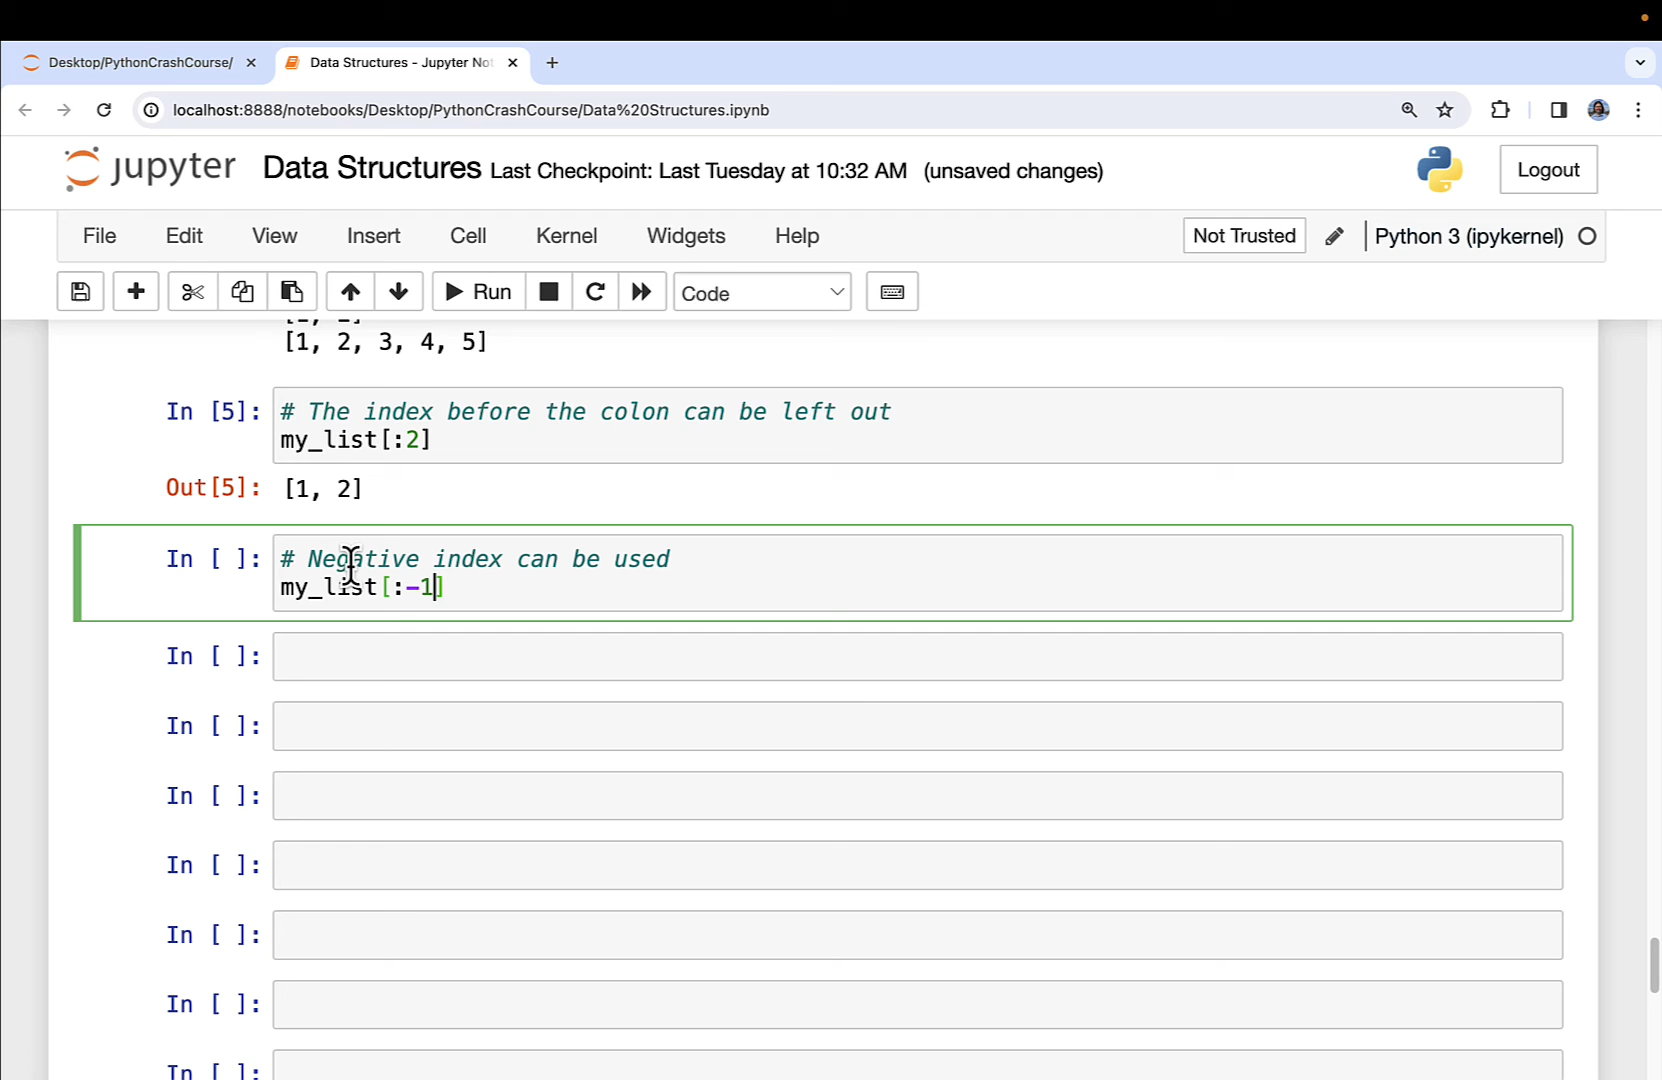 Desktop/PythonCrashCourse/
Data Structures - Jupyter Not
localhost:8888/notebooks/Desktop/PythonCrashCourse/Data%20Structures.ipynb
jupyter Data Structures Last Checkpoint: Last Tuesday at 10:32 AM (unsaved changes)
Logout
File Edit View Insert Cell Kernel Widgets Help
Not Trusted
Python 3 (ipykernel)
Run
Code
[1, 2, 3, 4, 5]
In [5]: # The index before the colon can be left out
my_list[:2]
Out[5]: [1, 2]
In [ ]: # Negative index can be used
my_list[:-1]
In [ ]:
In [ ]:
In [ ]:
In [ ]:
In [ ]:
In [ ]:
In [ ]: